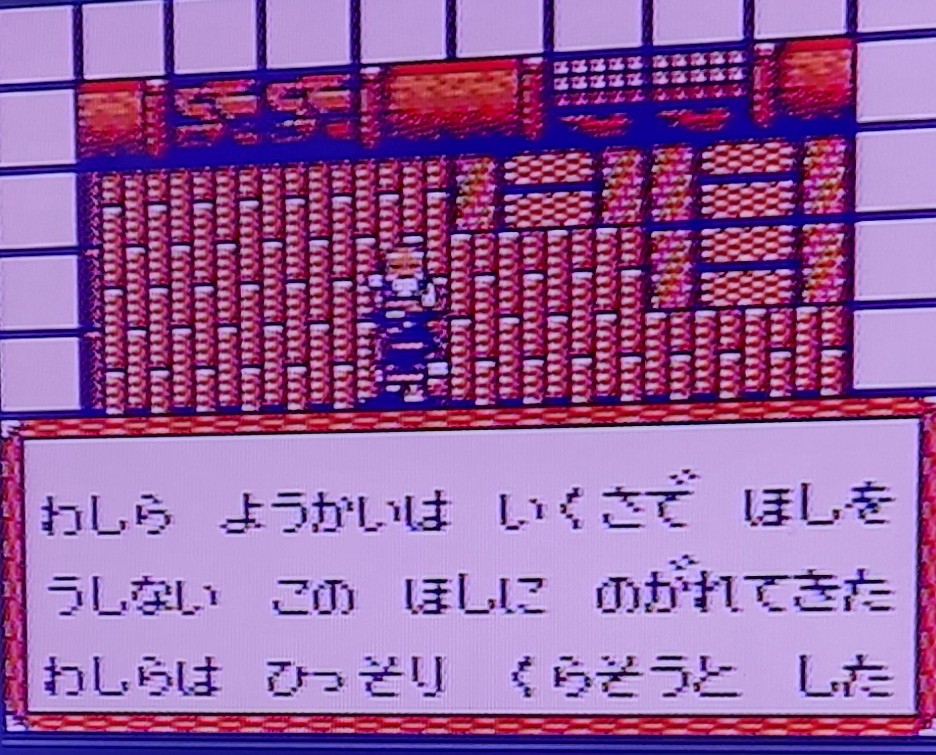 わしら ようかいは いくさで ほしを
うしない この ほしに のがれてきた
わしらは ひっそり くらそうと した